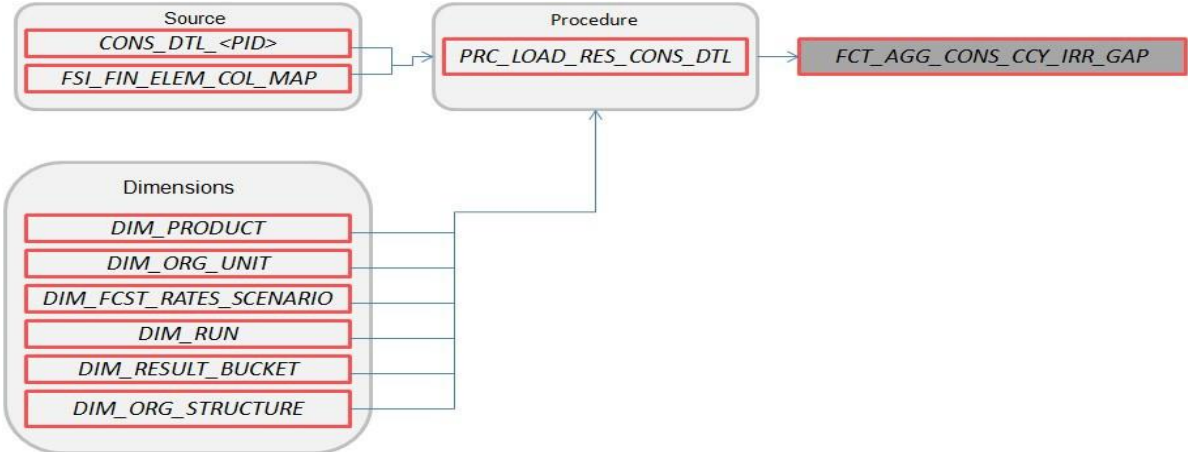 Source
CONS_DTL_<PID>
FSI_FIN_ELEM_COL_MAP
Procedure
PRC_LOAD_RES_CONS_DTL
FCT_AGG_CONS_CCY_IRR_GAP
Dimensions
DIM_PRODUCT
DIM_ORG_UNIT
DIM_FCST_RATES_SCENARIO
DIM_RUN
DIM_RESULT_BUCKET
DIM_ORG_STRUCTURE